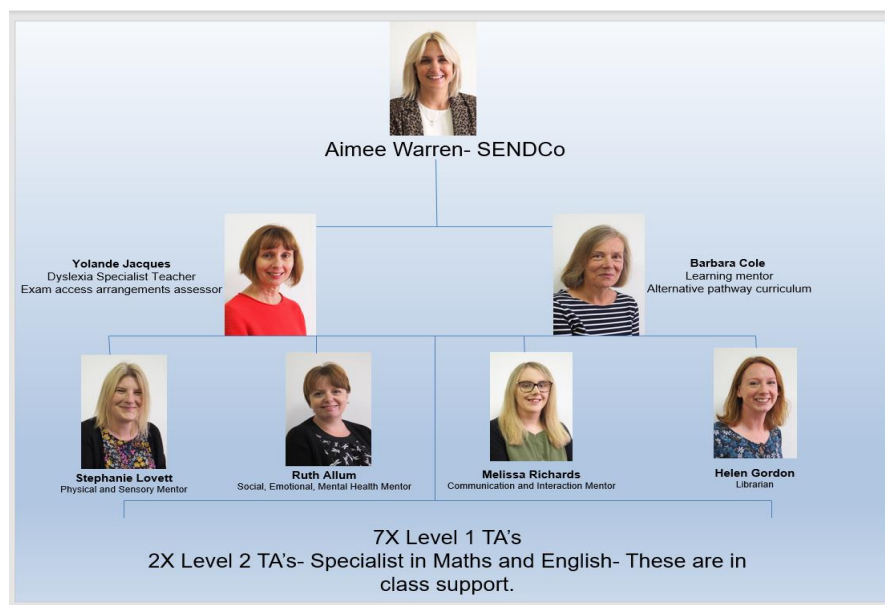 Aimee Warren- SENDCo
Yolande Jacques
Dyslexia Specialist Teacher
Exam access arrangements assessor
Barbara Cole
Learning mentor
Alternative pathway curriculum
Stephanie Lovett
Physical and Sensory Mentor
Ruth Allum
Social, Emotional, Mental Health Mentor
Melissa Richards
Communication and Interaction Mentor
Helen Gordon
Librarian
7X Level 1 TA’s
2X Level 2 TA’s- Specialist in Maths and English- These are in
class support.